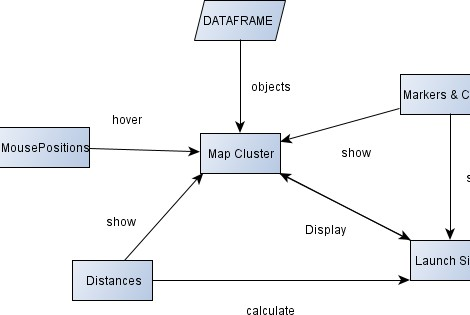 DATAFRAME
objects
Markers & C
hover
MousePositions
Map Cluster
show
s
show
Display
Launch Si
Distances
calculate